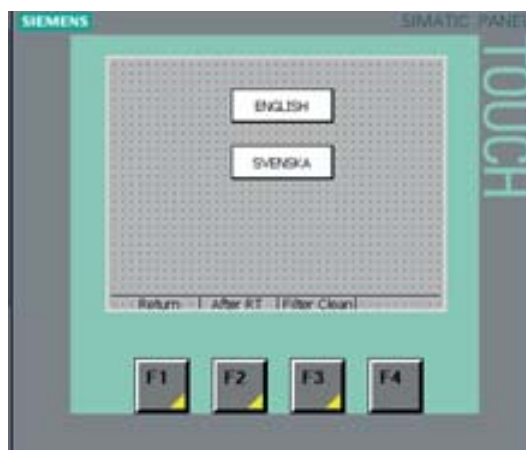 SIEMENS
SIMATIC PANEL
TOUCH
ENGLISH
SVENSKA
Return
After RT
Filter Clean
F1
F2
F3
F4